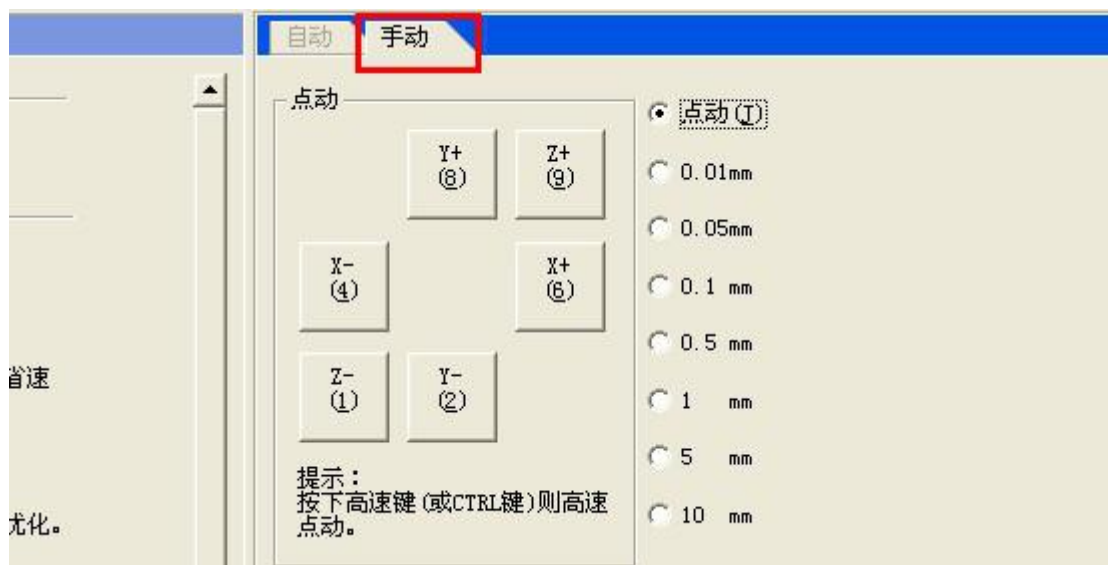 自动
手动
点动
点动(J)
Y+
(8)
Z+
(9)
0.01mm
0.05mm
X-
(4)
X+
(6)
0.1 mm
0.5 mm
省速
Z-
(1)
Y-
(2)
1 mm
5 mm
提示：
按下高速键(或CTRL键)则高速
点动。
10 mm
优化。